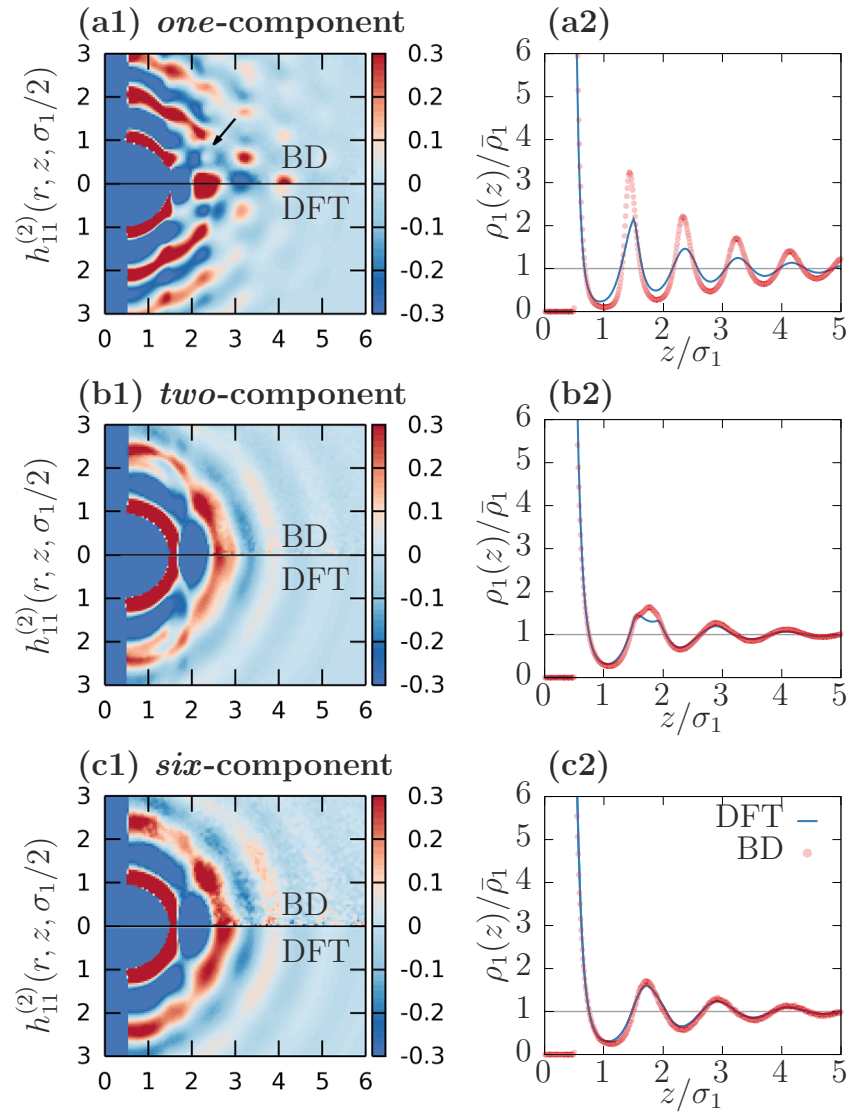 (a1) one-component
(a2)
3
2
1
0
1
2
3
h₁₁⁽²⁾(r, z, σ₁/2)
BD
DFT
0 1 2 3 4 5 6
0.3
0.2
0.1
0
-0.1
-0.2
-0.3
6
5
4
3
2
1
0
ρ₁(z)/ρ̄₁
0 1 2 3 4 5
z/σ₁
(b1) two-component
(b2)
3
2
1
0
1
2
3
h₁₁⁽²⁾(r, z, σ₁/2)
BD
DFT
0 1 2 3 4 5 6
0.3
0.2
0.1
0
-0.1
-0.2
-0.3
6
5
4
3
2
1
0
ρ₁(z)/ρ̄₁
0 1 2 3 4 5
z/σ₁
(c1) six-component
(c2)
3
2
1
0
1
2
3
h₁₁⁽²⁾(r, z, σ₁/2)
BD
DFT
0 1 2 3 4 5 6
0.3
0.2
0.1
0
-0.1
-0.2
-0.3
6
5
4
3
2
1
0
ρ₁(z)/ρ̄₁
DFT
BD
0 1 2 3 4 5
z/σ₁